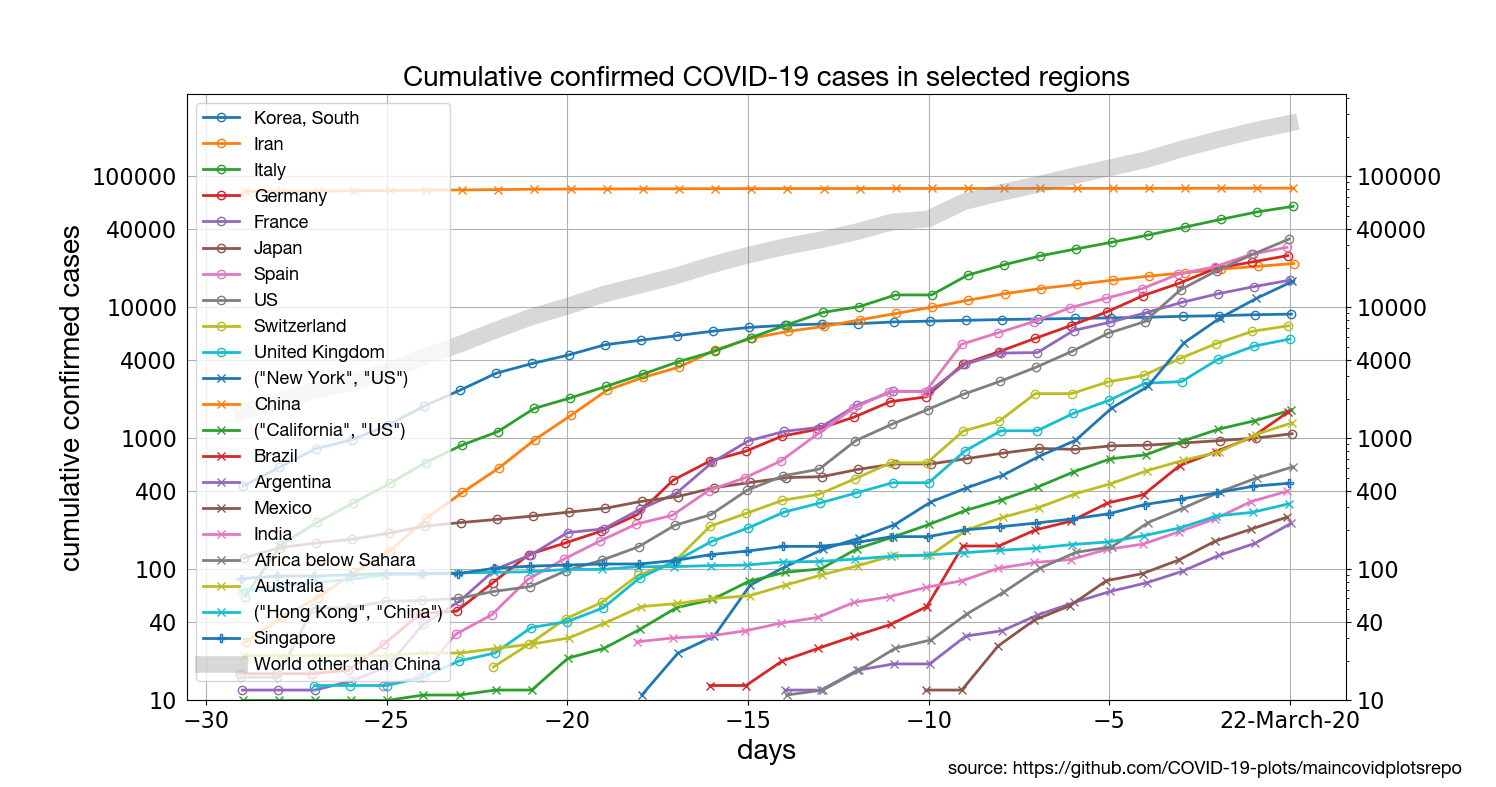 Cumulative confirmed COVID-19 cases in selected regions
cumulative confirmed cases
100000
40000
10000
4000
1000
400
100
40
10
Korea, South
Iran
Italy
Germany
France
Japan
Spain
US
Switzerland
United Kingdom
("New York", "US")
China
("California", "US")
Brazil
Argentina
Mexico
India
Africa below Sahara
Australia
("Hong Kong", "China")
Singapore
World other than China
100000
40000
10000
4000
1000
400
100
40
10
−30 −25 −20 −15 −10 −5 22-March-20
days
source: https://github.com/COVID-19-plots/maincovidplotsrepo